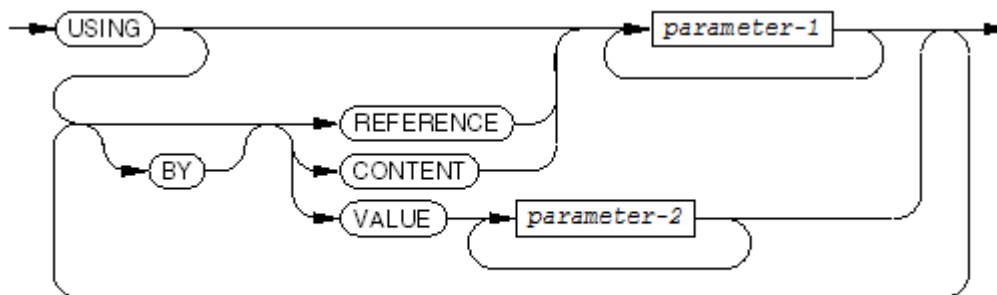 USING
parameter-1
REFERENCE
BY
CONTENT
VALUE
parameter-2